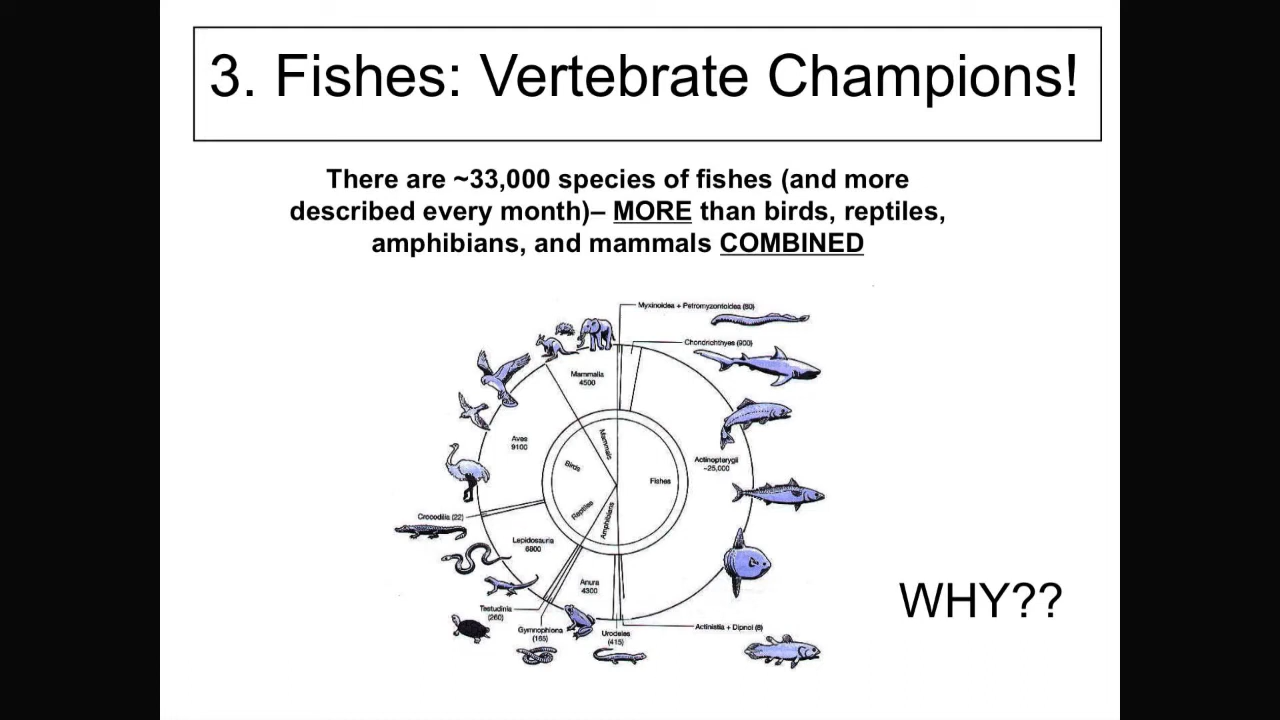 3. Fishes: Vertebrate Champions!
There are ~33,000 species of fishes (and more
described every month)– MORE than birds, reptiles,
amphibians, and mammals COMBINED
Myxinoidea + Petromyzontoidea (80)
Chondrichthyes (900)
Mammalia
4500
Aves
9100
Actinopterygii
~25,000
Mammals
Birds
Fishes
Reptiles
Amphibians
Crocodilia (22)
Lepidosauria
6800
Anura
4300
Testudinia
(260)
Gymnophiona
(165)
Urodeles
(415)
Actinistia + Dipnoi (8)
WHY??